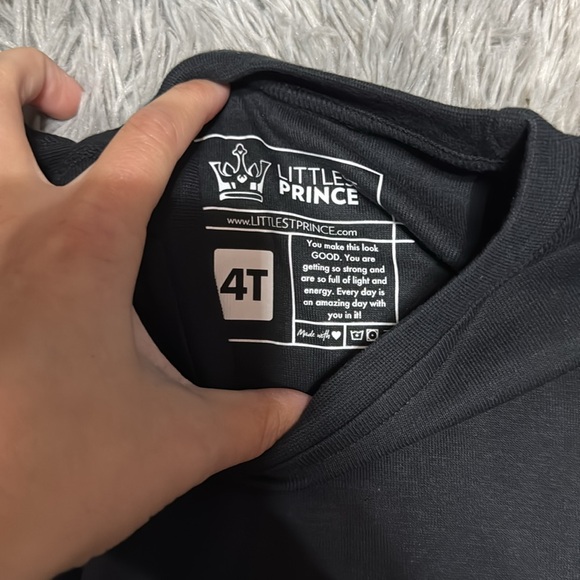 LITTLEST
PRINCE
www.LITTLESTPRINCE.com
4T
You make this look
GOOD. You are
getting so strong and
are so full of light and
energy. Every day is
an amazing day with
you in it!
Made with